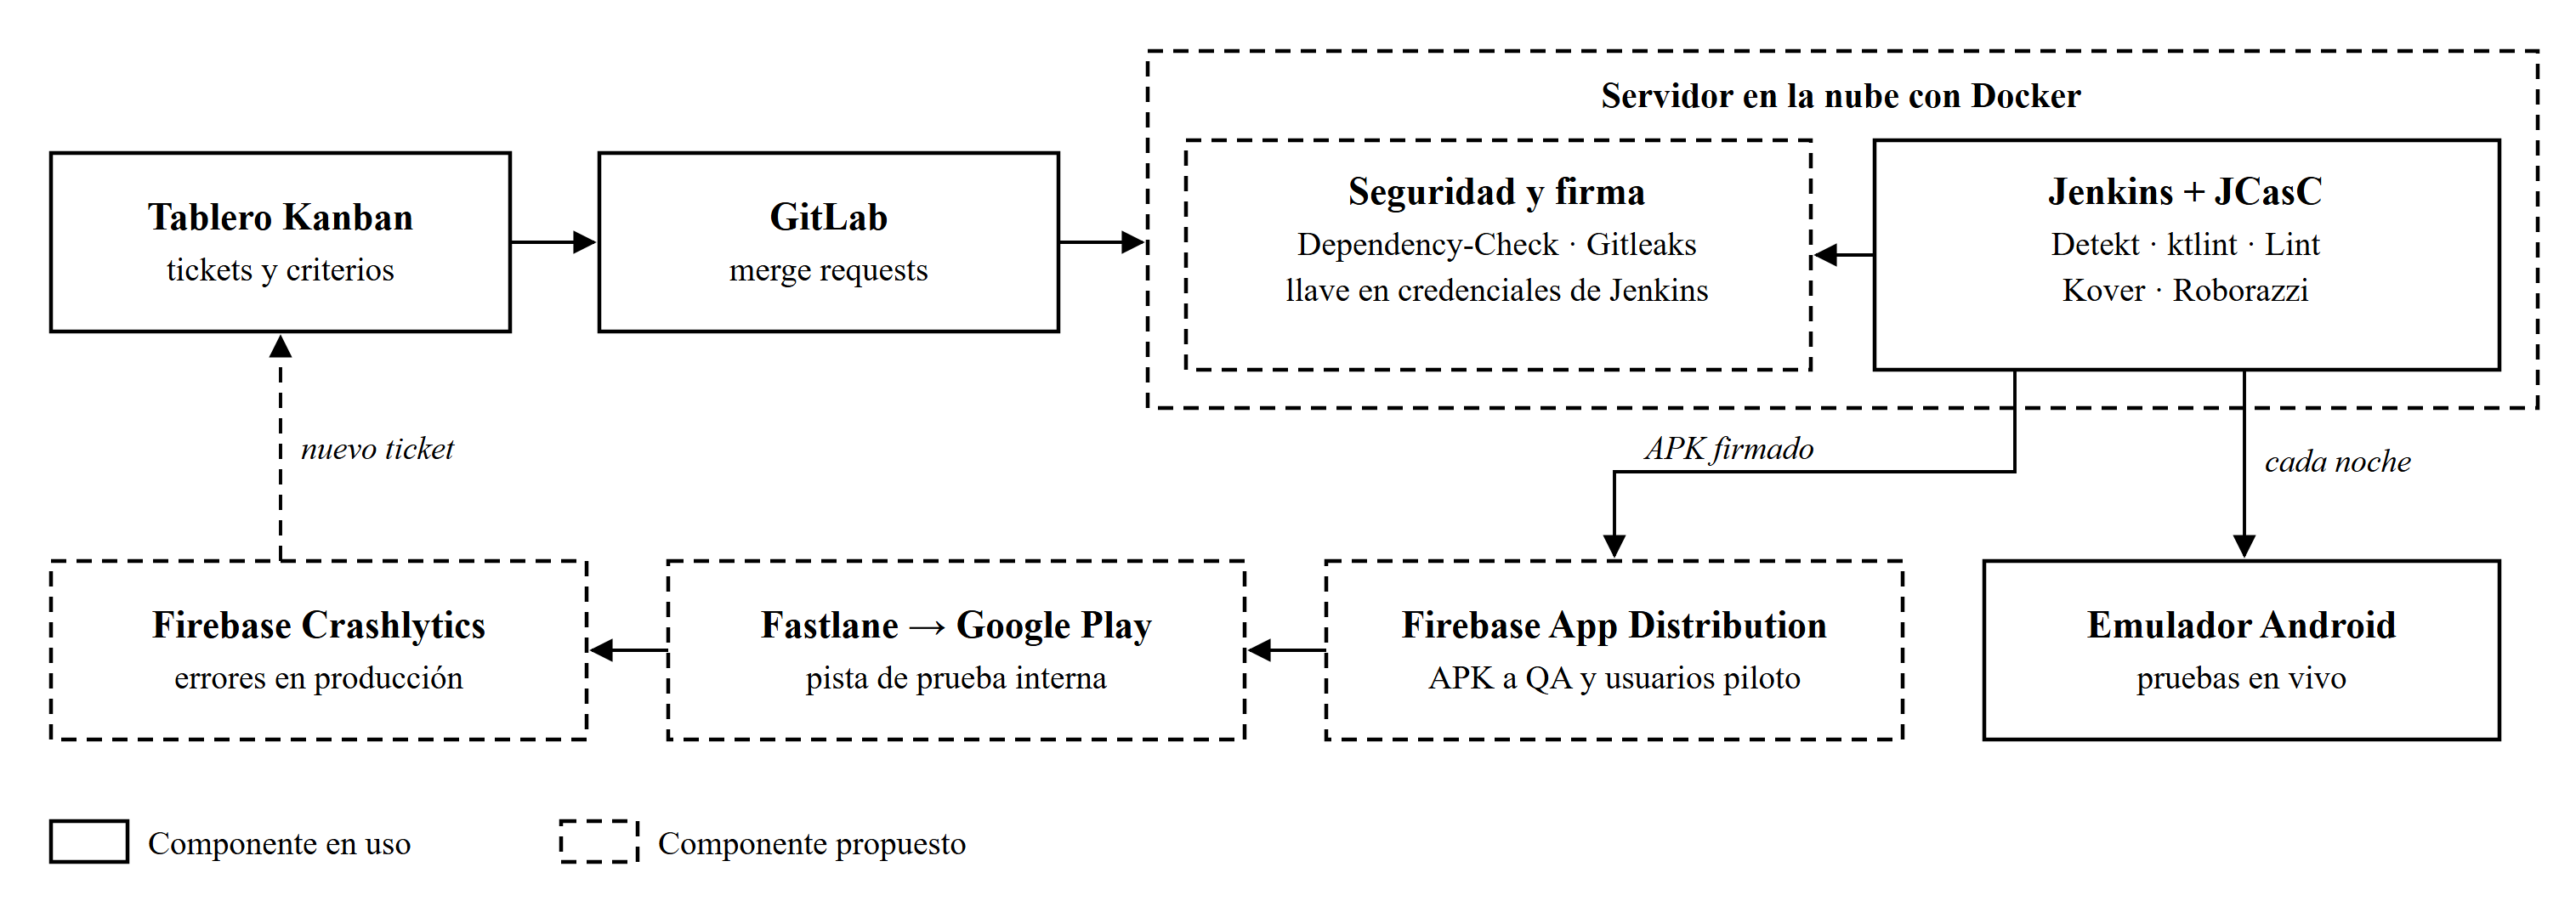 Servidor en la nube con Docker
Tablero Kanban
tickets y criterios
GitLab
merge requests
Seguridad y firma
Dependency-Check · Gitleaks
llave en credenciales de Jenkins
Jenkins + JCasC
Detekt · ktlint · Lint
Kover · Roborazzi
nuevo ticket
APK firmado
cada noche
Firebase Crashlytics
errores en producción
Fastlane → Google Play
pista de prueba interna
Firebase App Distribution
APK a QA y usuarios piloto
Emulador Android
pruebas en vivo
Componente en uso
Componente propuesto